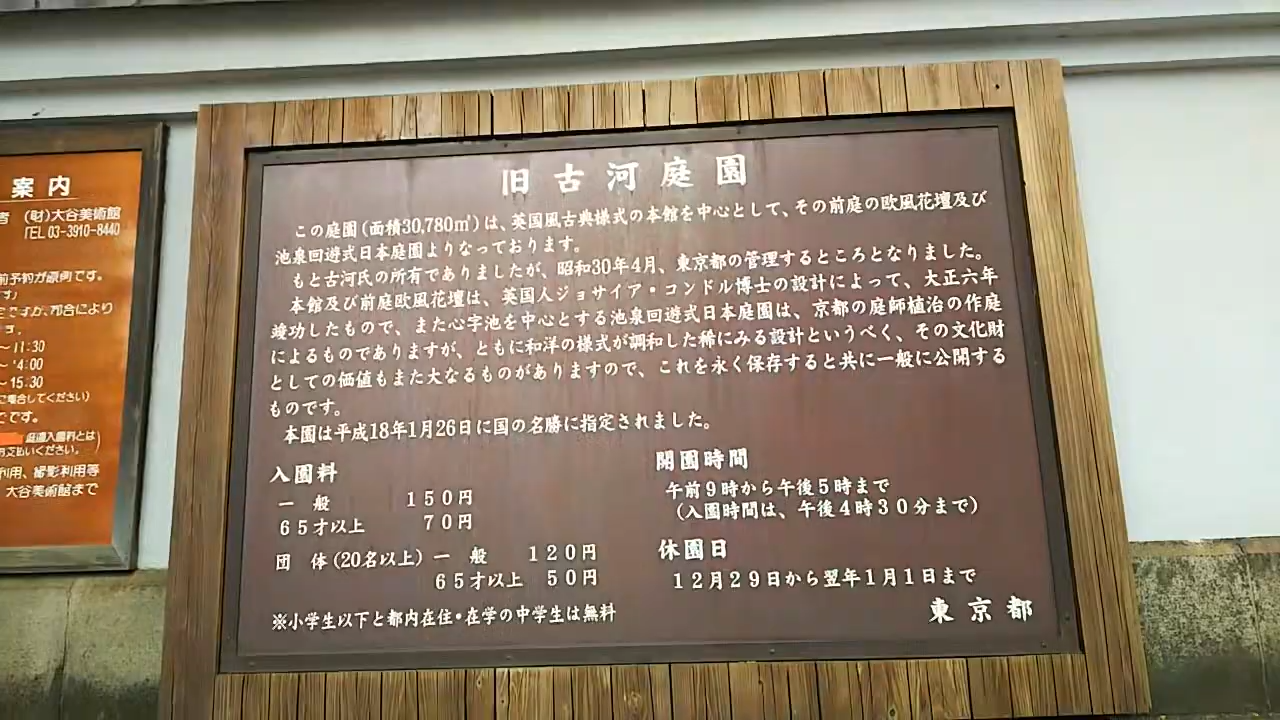 案内
(財)大谷美術館
TEL 03-3910-8440
前予約が原則です。
ですが、都合により
～11:30
～14:00
～15:30
ご場合してください)
てです。
庭園入園料とは
お支払いください。
利用、撮影利用等
大谷美術館まで
旧古河庭園
この庭園(面積30,780㎡)は、英国風古典様式の本館を中心として、その前庭の欧風花壇及び
池泉回遊式日本庭園よりなっております。
もと古河氏の所有でありましたが、昭和30年4月、東京都の管理するところとなりました。
本館及び前庭欧風花壇は、英国人ジョサイア・コンドル博士の設計によって、大正六年
竣功したもので、また心字池を中心とする池泉回遊式日本庭園は、京都の庭師植治の作庭
によるものでありますが、ともに和洋の様式が調和した稀にみる設計というべく、その文化財
としての価値もまた大なるものがありますので、これを永く保存すると共に一般に公開する
ものです。
本園は平成18年1月26日に国の名勝に指定されました。
入園料
一般 150円
65才以上 70円
団体(20名以上) 一般 120円
65才以上 50円
※小学生以下と都内在住・在学の中学生は無料
開園時間
午前9時から午後5時まで
(入園時間は、午後4時30分まで)
休園日
12月29日から翌年1月1日まで
東京都